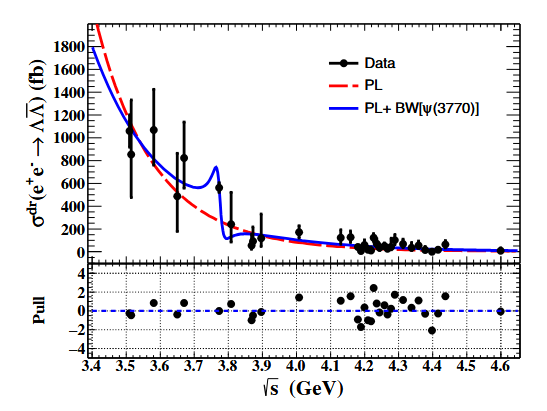 σ^dr(e⁺e⁻ → ΛΛ̅) (fb)
1800
1600
1400
1200
1000
800
600
400
200
0
Data
PL
PL+ BW[ψ(3770)]
Pull
4
2
0
−2
−4
3.4 3.5 3.6 3.7 3.8 3.9 4.0 4.1 4.2 4.3 4.4 4.5 4.6
√s (GeV)